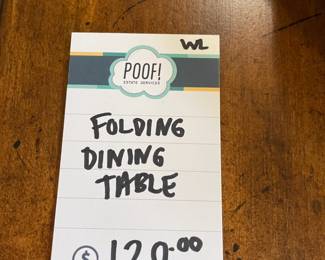 WL
POOF!
ESTATE SERVICES
FOLDING
DINING
TABLE
$ 120.00